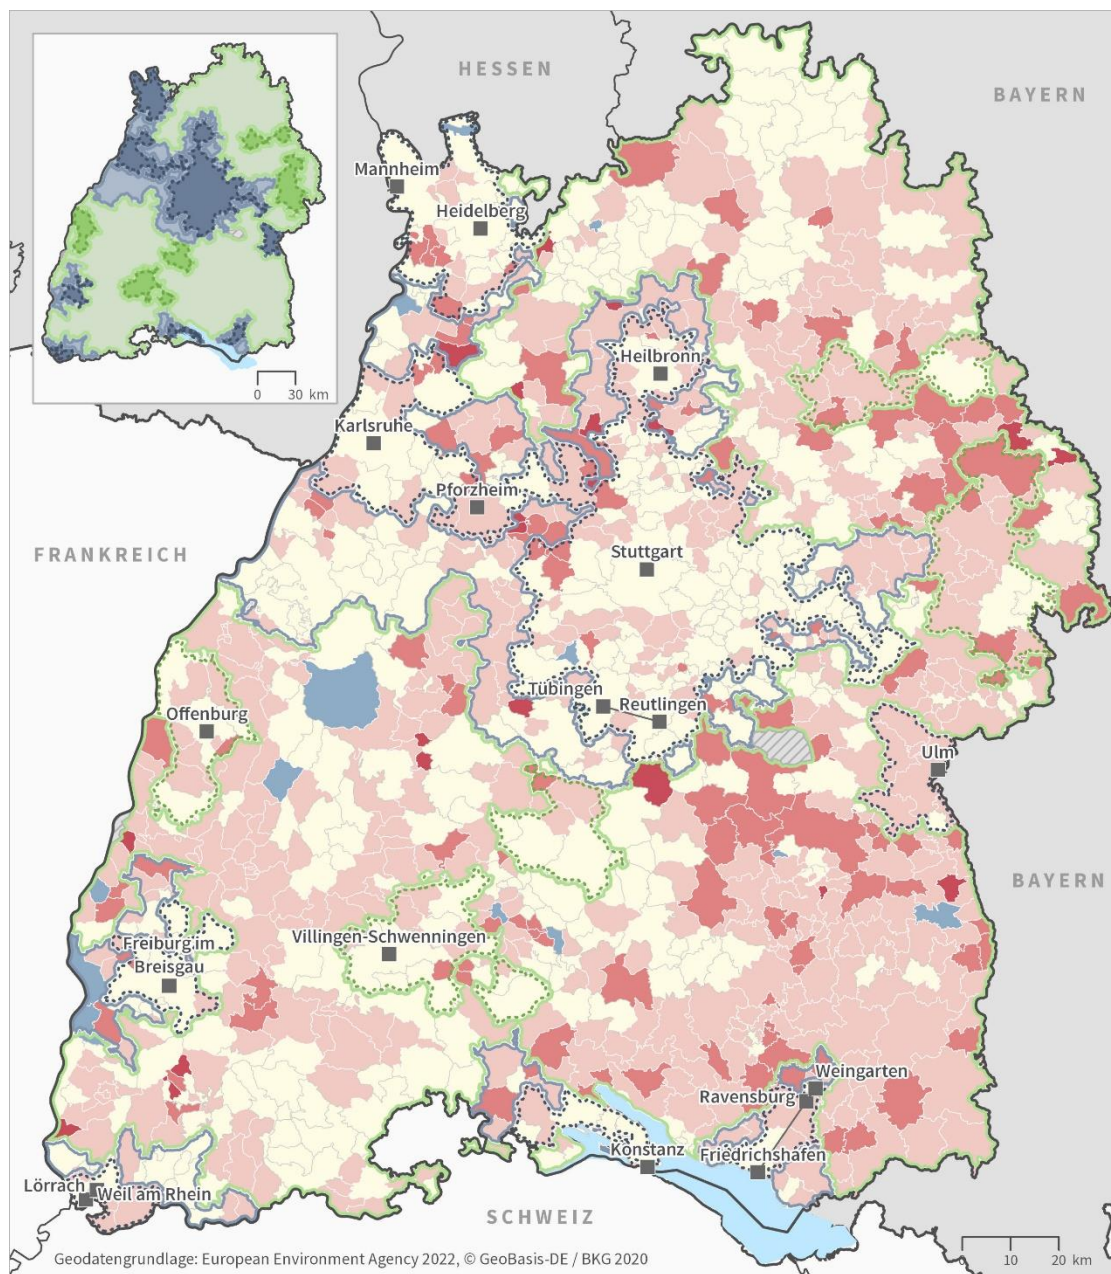 HESSEN
BAYERN
Mannheim
Heidelberg
0 30 km
Heilbronn
Karlsruhe
Pforzheim
FRANKREICH
Stuttgart
Tübingen
Reutlingen
Offenburg
Ulm
BAYERN
Villingen-Schwenningen
Freiburg im
Breisgau
Weingarten
Ravensburg
Konstanz
Friedrichshafen
Lörrach
Weil am Rhein
SCHWEIZ
Geodatengrundlage: European Environment Agency 2022, © GeoBasis-DE / BKG 2020
0 10 20 km